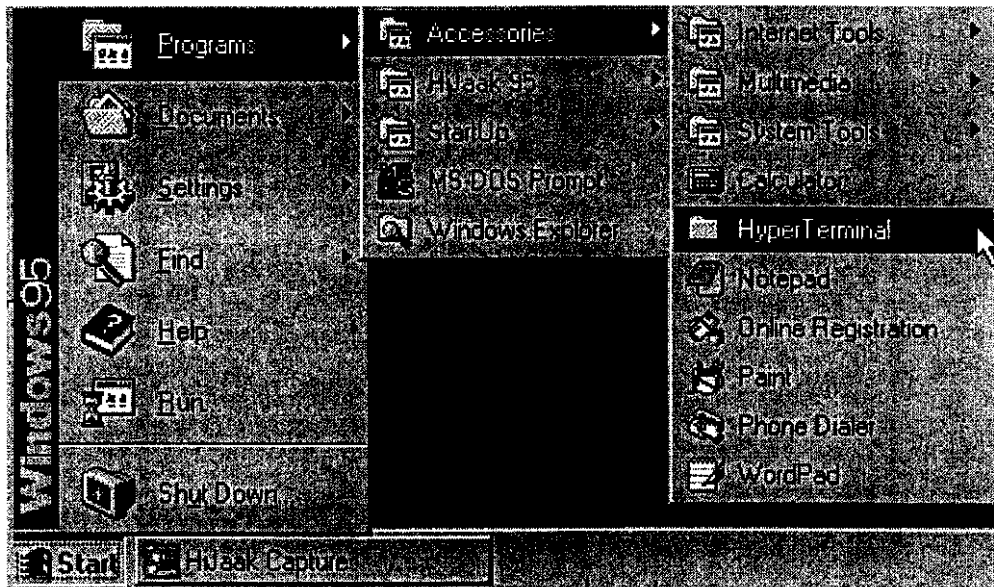 Programs
Documents
Settings
Find
Help
Run...
Shut Down...
Windows95
Accessories
HiJaak 95
StartUp
MS-DOS Prompt
Windows Explorer
Internet Tools
Multimedia
System Tools
Calculator
HyperTerminal
Notepad
Online Registration
Paint
Phone Dialer
WordPad
Start
HiJaak Capture